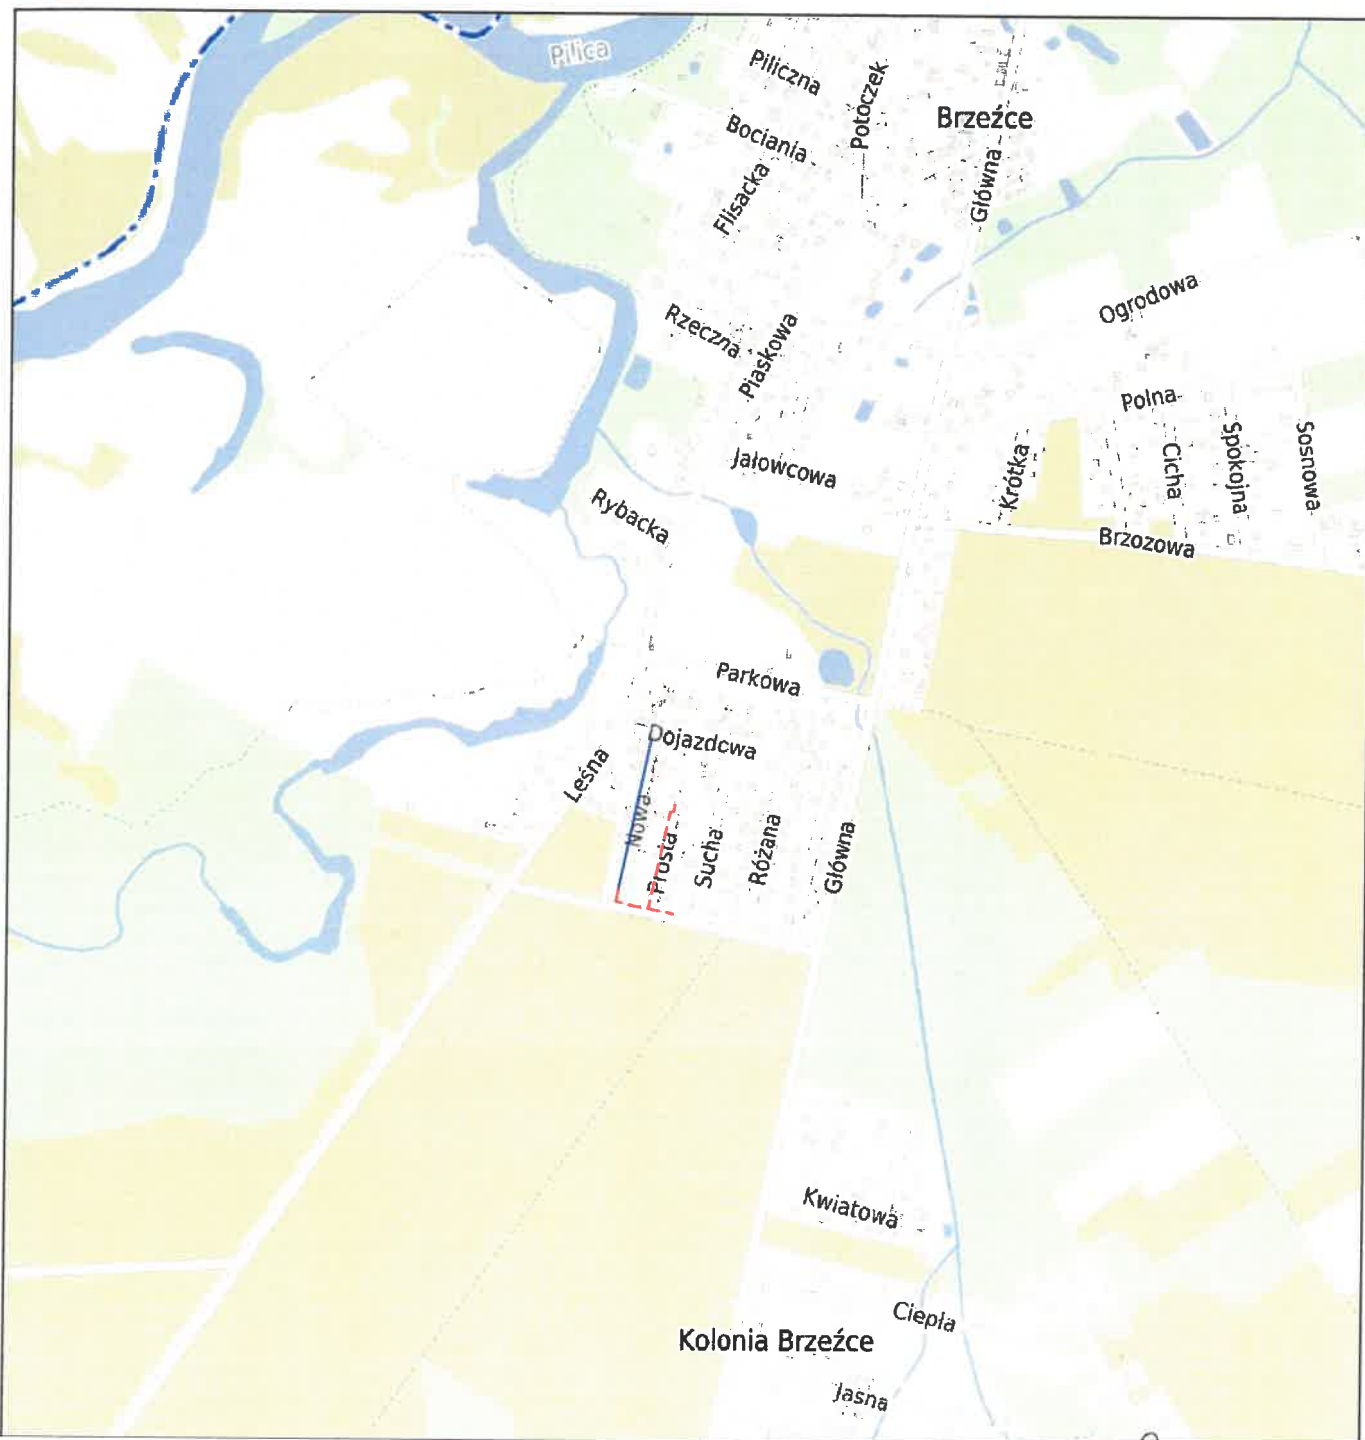 Pilica
Piliczna
Potoczek
Brzeźce
Bociania
Flisacka
Główna
Ogrodowa
Rzeczna
Piaskowa
Polna
Jałowcowa
Krótka
Cicha
Spokojna
Sosnowa
Rybacka
Brzozowa
Parkowa
Dojazdcwa
Leśna
Nowa
Prosta
Sucha
Różana
Główna
Kwiatowa
Ciepła
Kolonia Brzeźce
Jasna